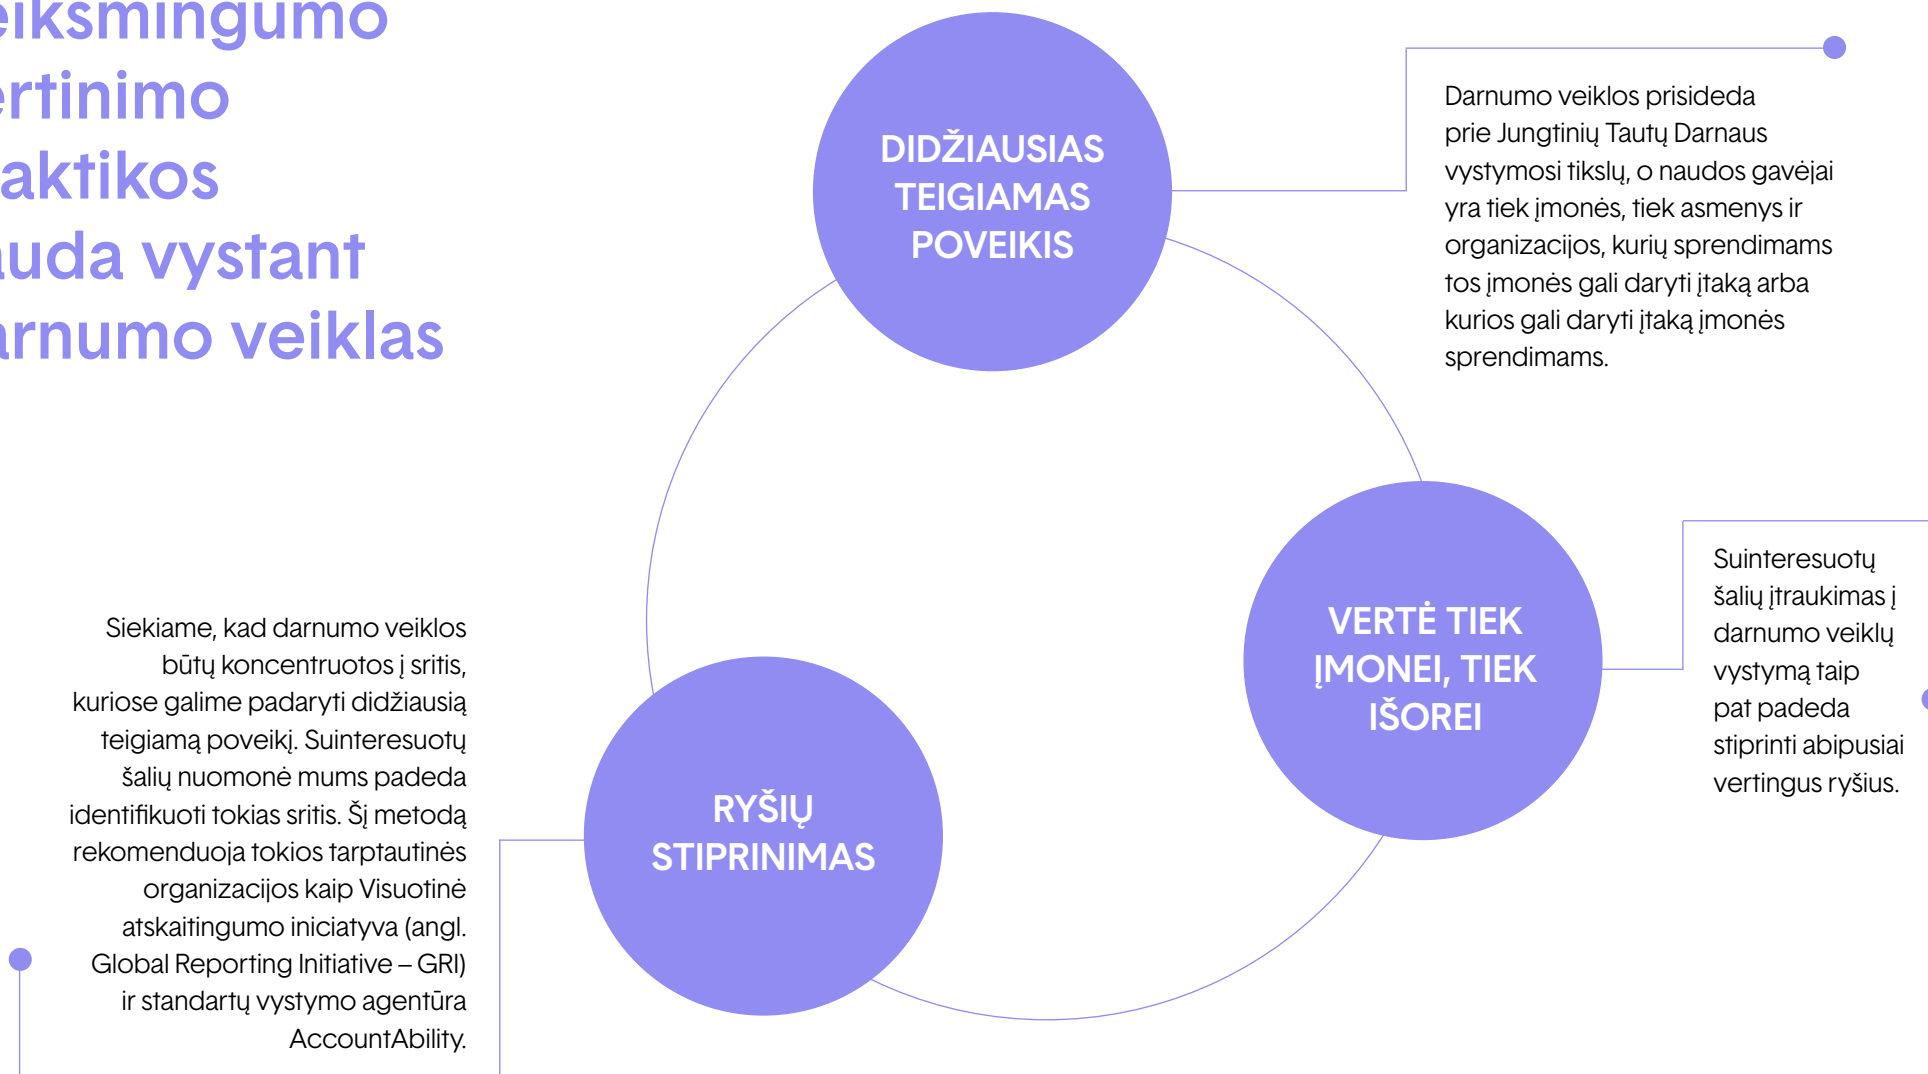 eiksmingumo
ertinimo
aktikos
auda vystant
arnumo veiklas
DIDŽIAUSIAS
TEIGIAMAS
POVEIKIS
Darnumo veiklos prisideda
prie Jungtinių Tautų Darnaus
vystymosi tikslų, o naudos gavėjai
yra tiek įmonės, tiek asmenys ir
organizacijos, kurių sprendimams
tos įmonės gali daryti įtaką arba
kurios gali daryti įtaką įmonės
sprendimams.
VERTĖ TIEK
ĮMONEI, TIEK
IŠOREI
Suinteresuotų
šalių įtraukimas į
darnumo veiklų
vystymą taip
pat padeda
stiprinti abipusiai
vertingus ryšius.
Siekiame, kad darnumo veiklos
būtų koncentruotos į sritis,
kuriose galime padaryti didžiausią
teigiamą poveikį. Suinteresuotų
šalių nuomonė mums padeda
identifikuoti tokias sritis. Šį metodą
rekomenduoja tokios tarptautinės
organizacijos kaip Visuotinė
atskaitingumo iniciatyva (angl.
Global Reporting Initiative – GRI)
ir standartų vystymo agentūra
AccountAbility.
RYŠIŲ
STIPRINIMAS